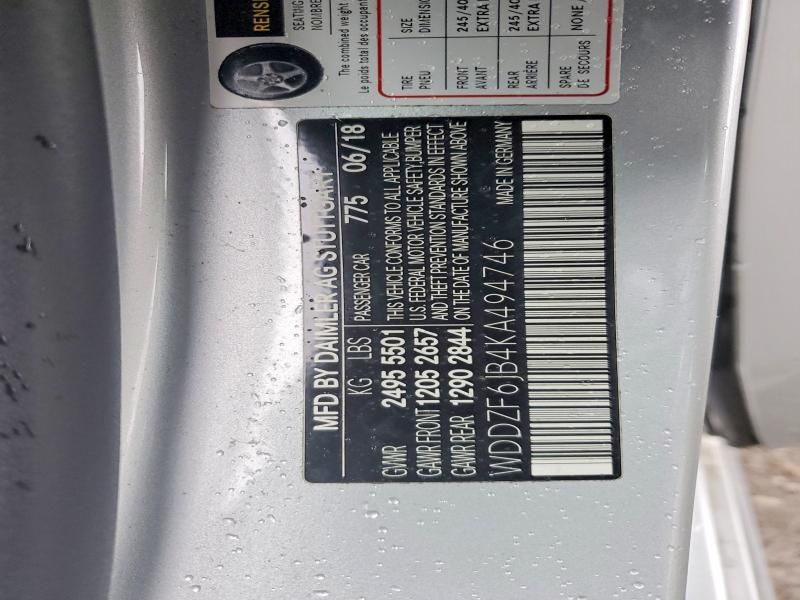 RENS
SEATING
NOMBRE
The combined weight
Le poids total des occupant
TIRE SIZE
PNEU DIMENSION
FRONT 245/40
AVANT EXTRA
REAR 245/40
ARRIÈRE EXTRA
SPARE NONE
DE SECOURS
MFD BY DAIMLER AG STUTTGART
KG LBS PASSENGER CAR 775 06/18
GVWR 2495 5501 THIS VEHICLE CONFORMS TO ALL APPLICABLE
U.S. FEDERAL MOTOR VEHICLE SAFETY, BUMPER
GAWR FRONT 1205 2657 AND THEFT PREVENTION STANDARDS IN EFFECT
GAWR REAR 1290 2844 ON THE DATE OF MANUFACTURE SHOWN ABOVE
WDDZF6JB4KA494746 MADE IN GERMANY